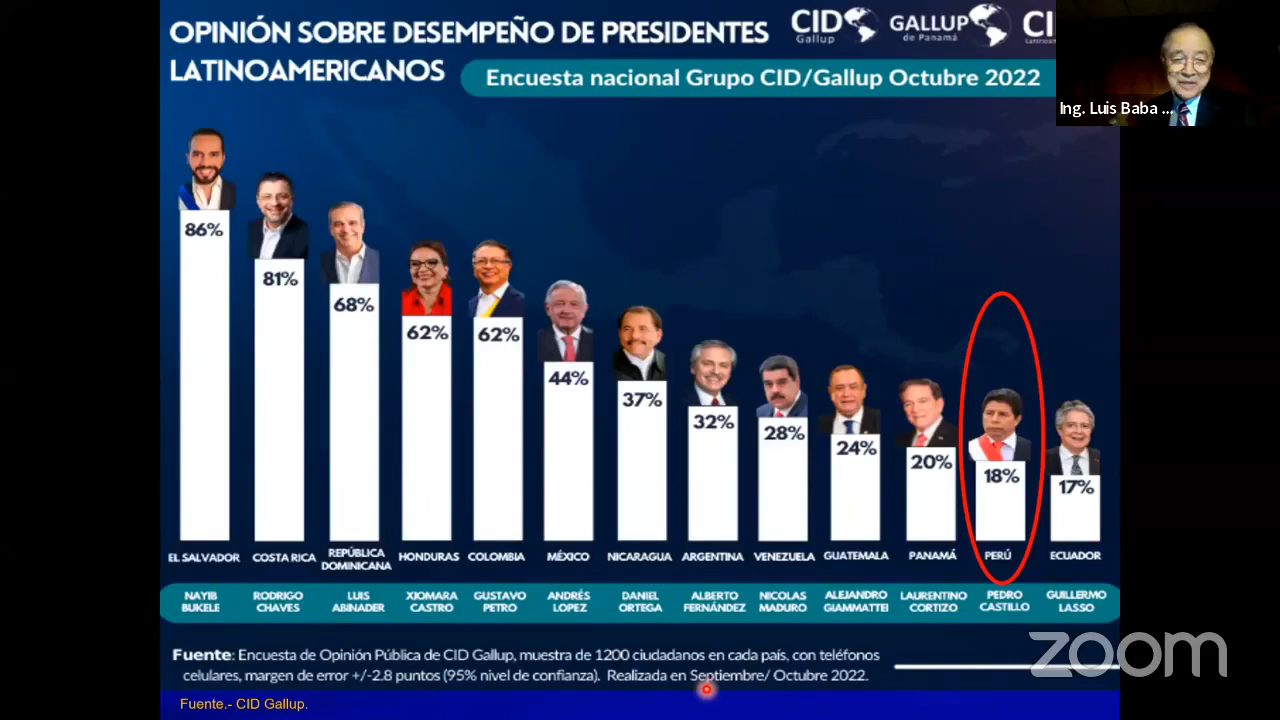 OPINIÓN SOBRE DESEMPEÑO DE PRESIDENTES
LATINOAMERICANOS
CID
Gallup
GALLUP
de Panamá
CI
Encuesta nacional Grupo CID/Gallup Octubre 2022
Ing. Luis Baba ...
86%
81%
68%
62%
62%
44%
37%
32%
28%
24%
20%
18%
17%
EL SALVADOR
COSTA RICA
REPÚBLICA
DOMINICANA
HONDURAS
COLOMBIA
MÉXICO
NICARAGUA
ARGENTINA
VENEZUELA
GUATEMALA
PANAMÁ
PERÚ
ECUADOR
NAYIB
BUKELE
RODRIGO
CHAVES
LUIS
ABINADER
XIOMARA
CASTRO
GUSTAVO
PETRO
ANDRÉS
LOPEZ
DANIEL
ORTEGA
ALBERTO
FERNÁNDEZ
NICOLAS
MADURO
ALEJANDRO
GIAMMATTEI
LAURENTINO
CORTIZO
PEDRO
CASTILLO
GUILLERMO
LASSO
Fuente: Encuesta de Opinión Pública de CID Gallup, muestra de 1200 ciudadanos en cada país, con teléfonos
celulares, margen de error +/-2.8 puntos (95% nivel de confianza). Realizada en Septiembre/ Octubre 2022.
zoom
Fuente.- CID Gallup.